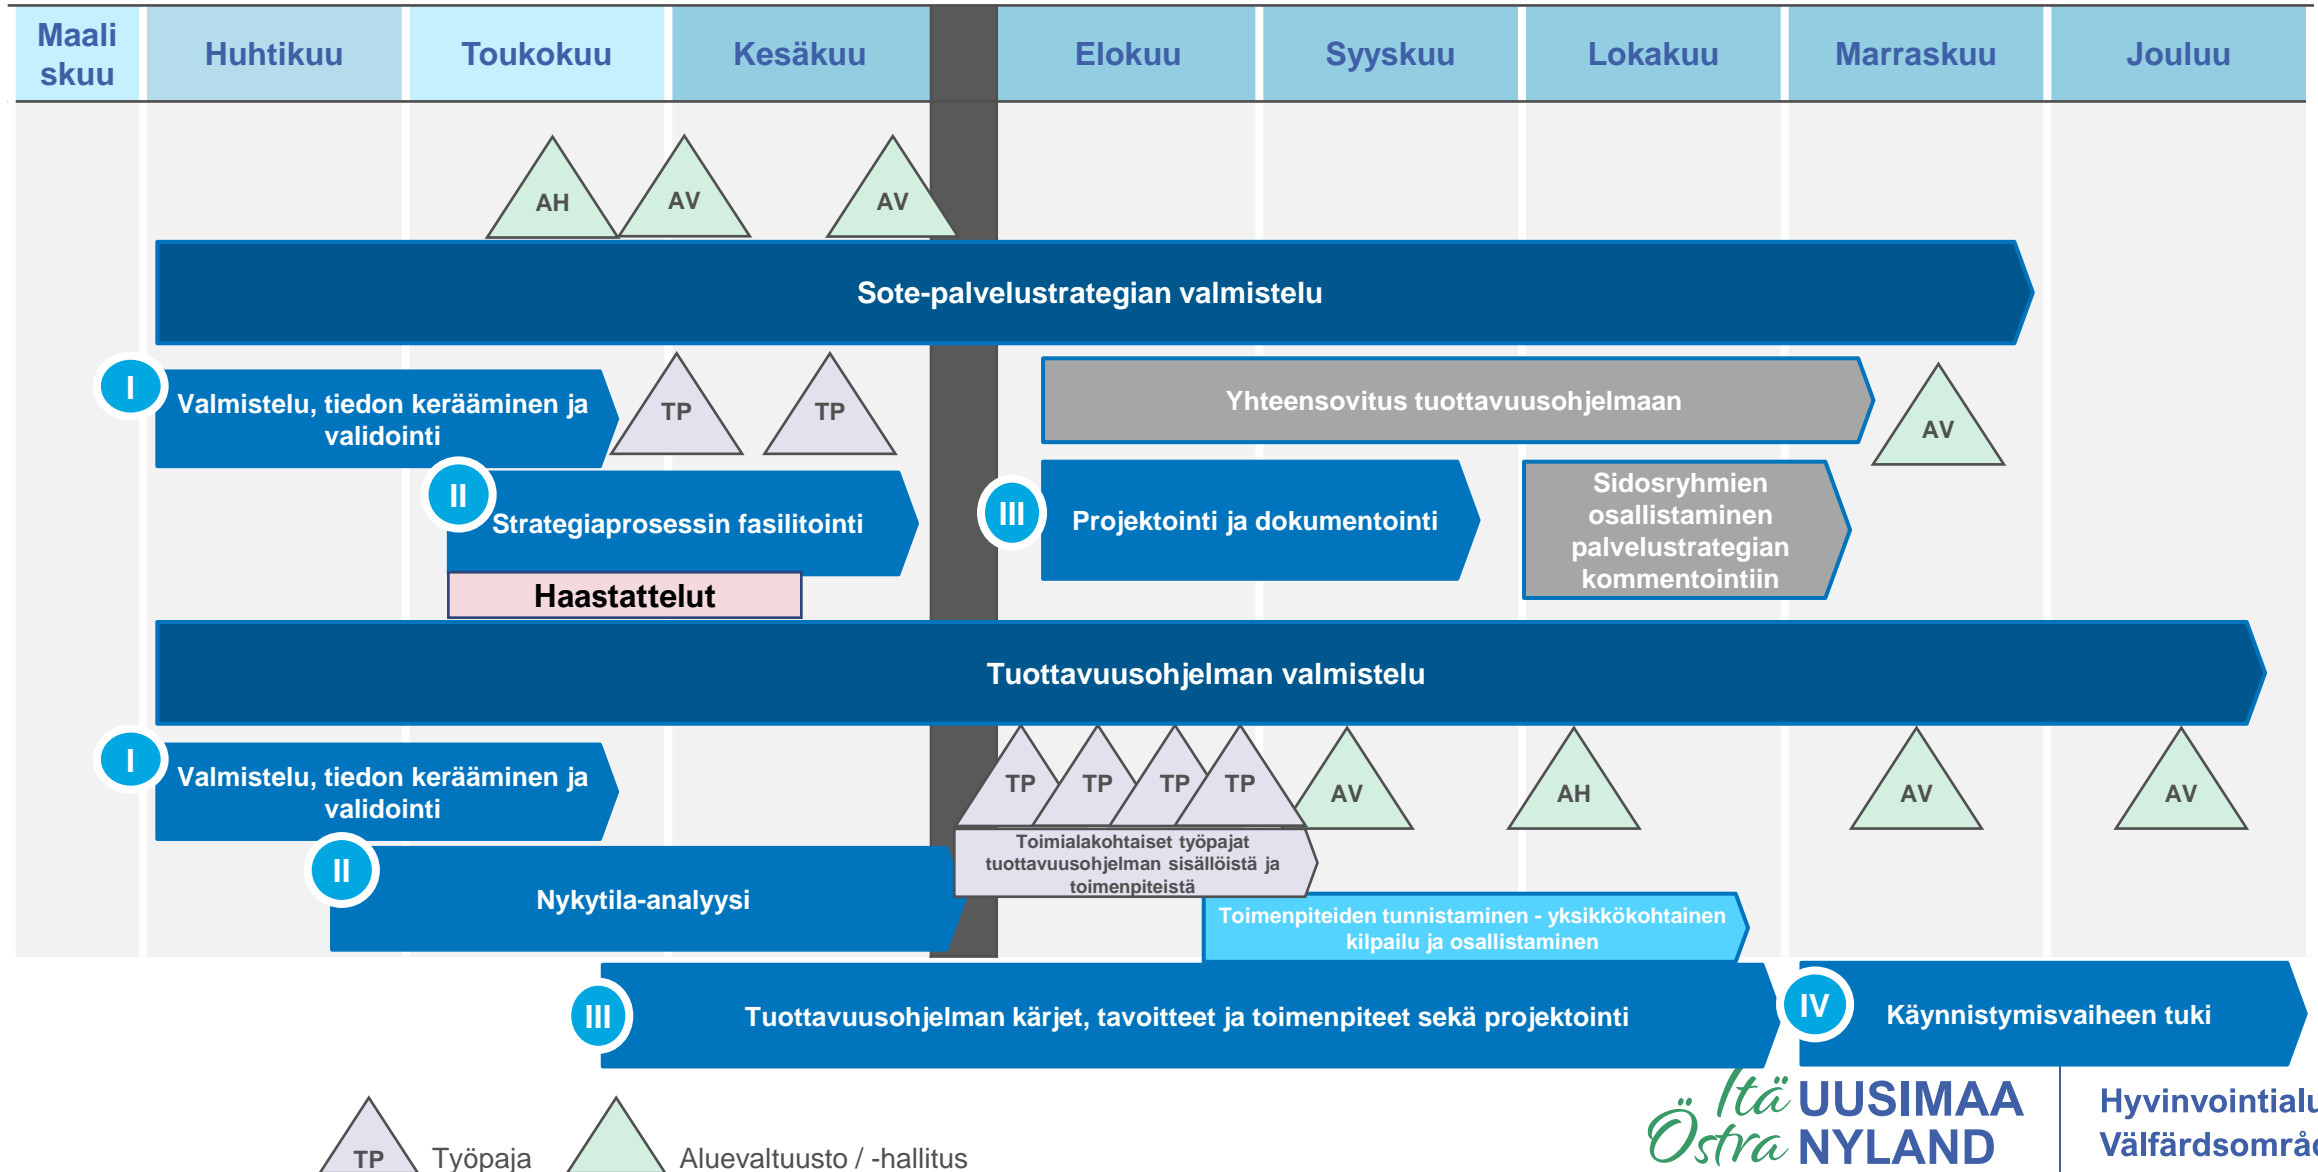 Maali
skuu
Huhtikuu
Toukokuu
Kesäkuu
Elokuu
Syyskuu
Lokakuu
Marraskuu
Jouluu
AH
AV
AV
Sote-palvelustrategian valmistelu
I
Valmistelu, tiedon kerääminen ja
validointi
TP
TP
Yhteensovitus tuottavuusohjelmaan
AV
II
Strategiaprosessin fasilitointi
III
Projektointi ja dokumentointi
Sidosryhmien
osallistaminen
palvelustrategian
kommentointiin
Haastattelut
Tuottavuusohjelman valmistelu
I
Valmistelu, tiedon kerääminen ja
validointi
TP
TP
TP
TP
AV
AH
AV
AV
Toimialakohtaiset työpajat
tuottavuusohjelman sisällöistä ja
toimenpiteistä
II
Nykytila-analyysi
Toimenpiteiden tunnistaminen - yksikkökohtainen
kilpailu ja osallistaminen
III
Tuottavuusohjelman kärjet, tavoitteet ja toimenpiteet sekä projektointi
IV
Käynnistymisvaiheen tuki
TP
Työpaja
Aluevaltuusto / -hallitus
Itä UUSIMAA
Östra NYLAND
Hyvinvointialu
Välfärdsområd